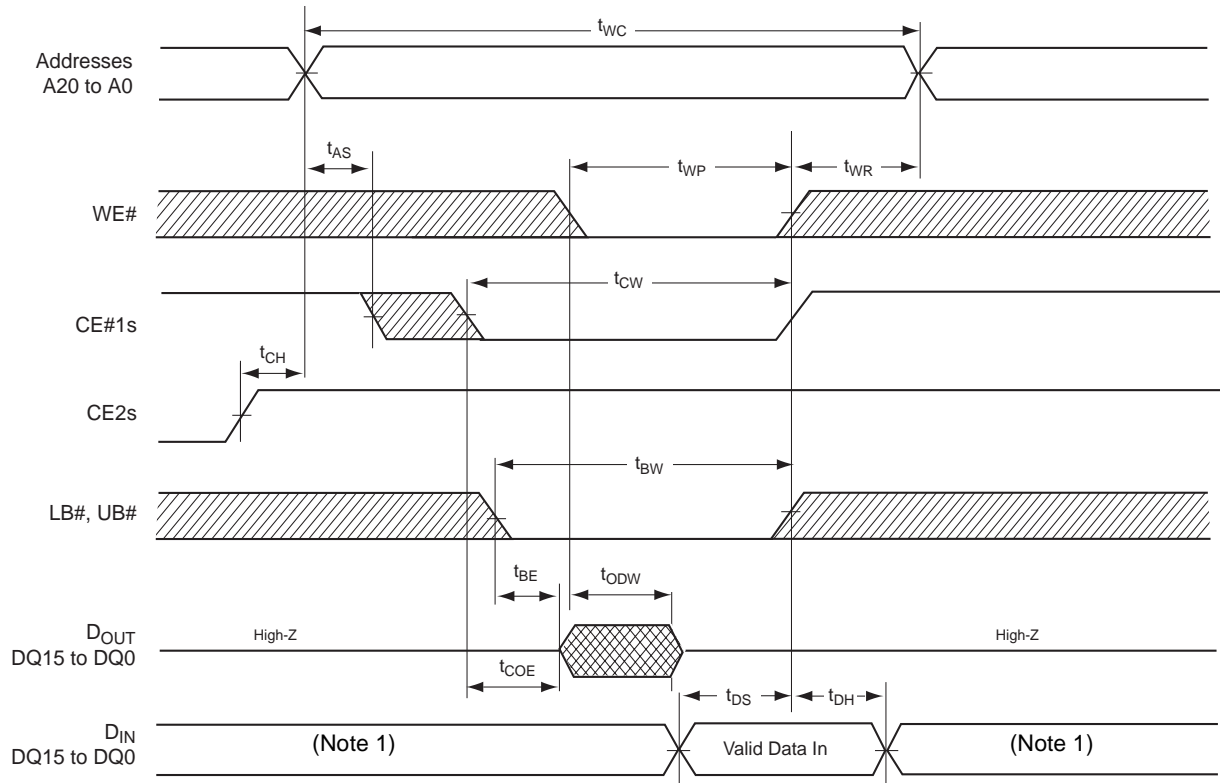 tWC
Addresses
A20 to A0
tAS
tWP
tWR
WE#
tCW
CE#1s
tCH
CE2s
tBW
LB#, UB#
tBE
tODW
DOUT
DQ15 to DQ0
High-Z
High-Z
tCOE
tDS
tDH
DIN
DQ15 to DQ0
(Note 1)
Valid Data In
(Note 1)